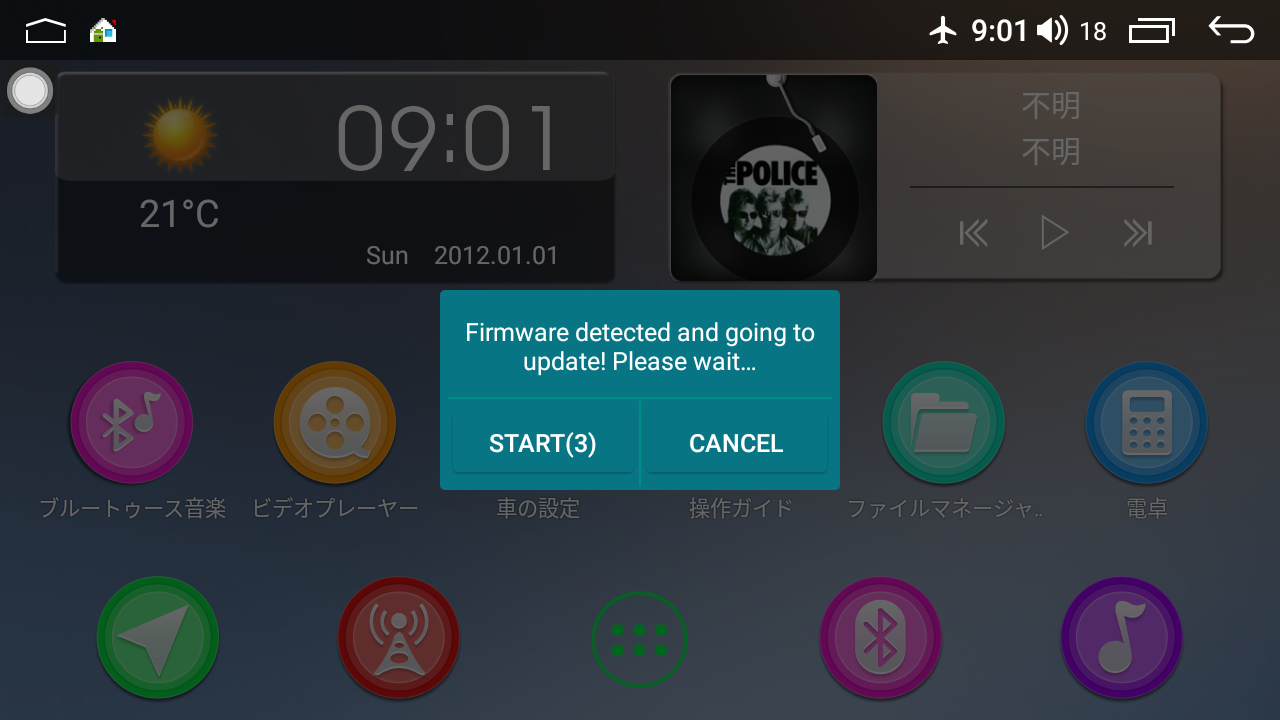 9:01 18
09:01
21°C
Sun 2012.01.01
THE POLICE
不明
不明
Firmware detected and going to
update! Please wait...
START(3) CANCEL
ブルートゥース音楽 ビデオプレーヤー 車の設定 操作ガイド ファイルマネージャ.. 電卓